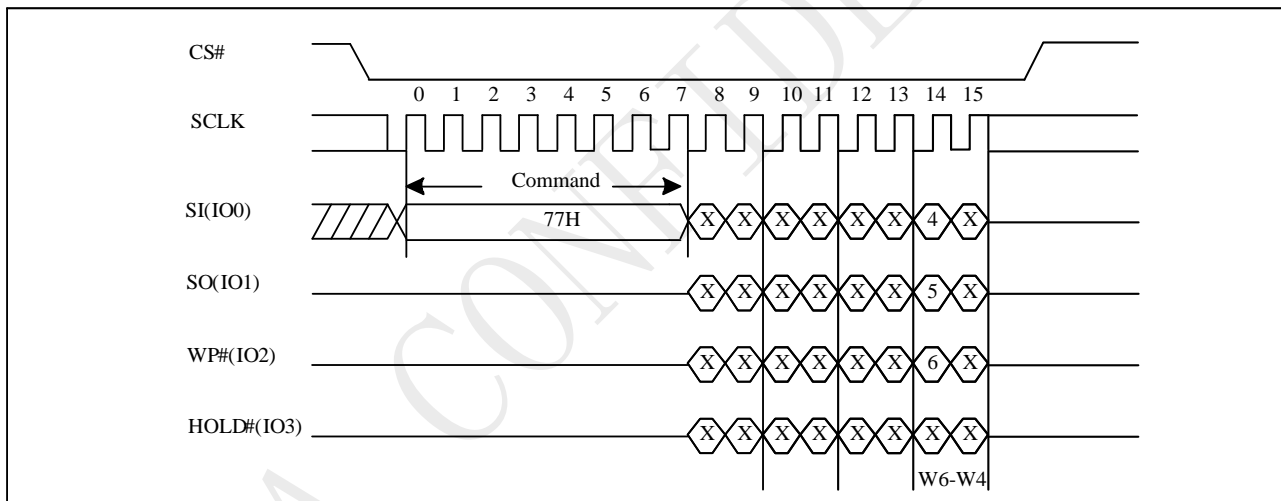 CONFIDE
A
CS#
0 1 2 3 4 5 6 7 8 9 10 11 12 13 14 15
SCLK
Command
SI(IO0) 77H X X X X X X 4 X
SO(IO1) X X X X X X 5 X
WP#(IO2) X X X X X X 6 X
HOLD#(IO3) X X X X X X X X
W6-W4